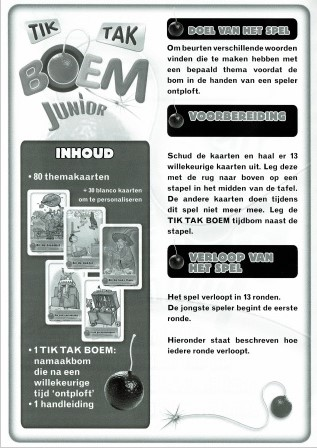 TIK TAK
BOEM
JUNIOR
INHOUD
• 80 themakaarten
+ 30 blanco kaarten
om te personaliseren
• 1 TIK TAK BOEM:
namaakbom
die na een
willekeurige
tijd ‘ontploft’
• 1 handleiding
DOEL VAN HET SPEL
Om beurten verschillende woorden
vinden die te maken hebben met
een bepaald thema voordat de
bom in de handen van een speler
ontploft.
VOORBEREIDING
Schud de kaarten en haal er 13
willekeurige kaarten uit. Leg deze
met de rug naar boven op een
stapel in het midden van de tafel.
De andere kaarten doen tijdens
dit spel niet meer mee. Leg de
TIK TAK BOEM tijdbom naast de
stapel.
VERLOOP VAN
HET SPEL
Het spel verloopt in 13 ronden.
De jongste speler begint de eerste
ronde.
Hieronder staat beschreven hoe
iedere ronde verloopt.